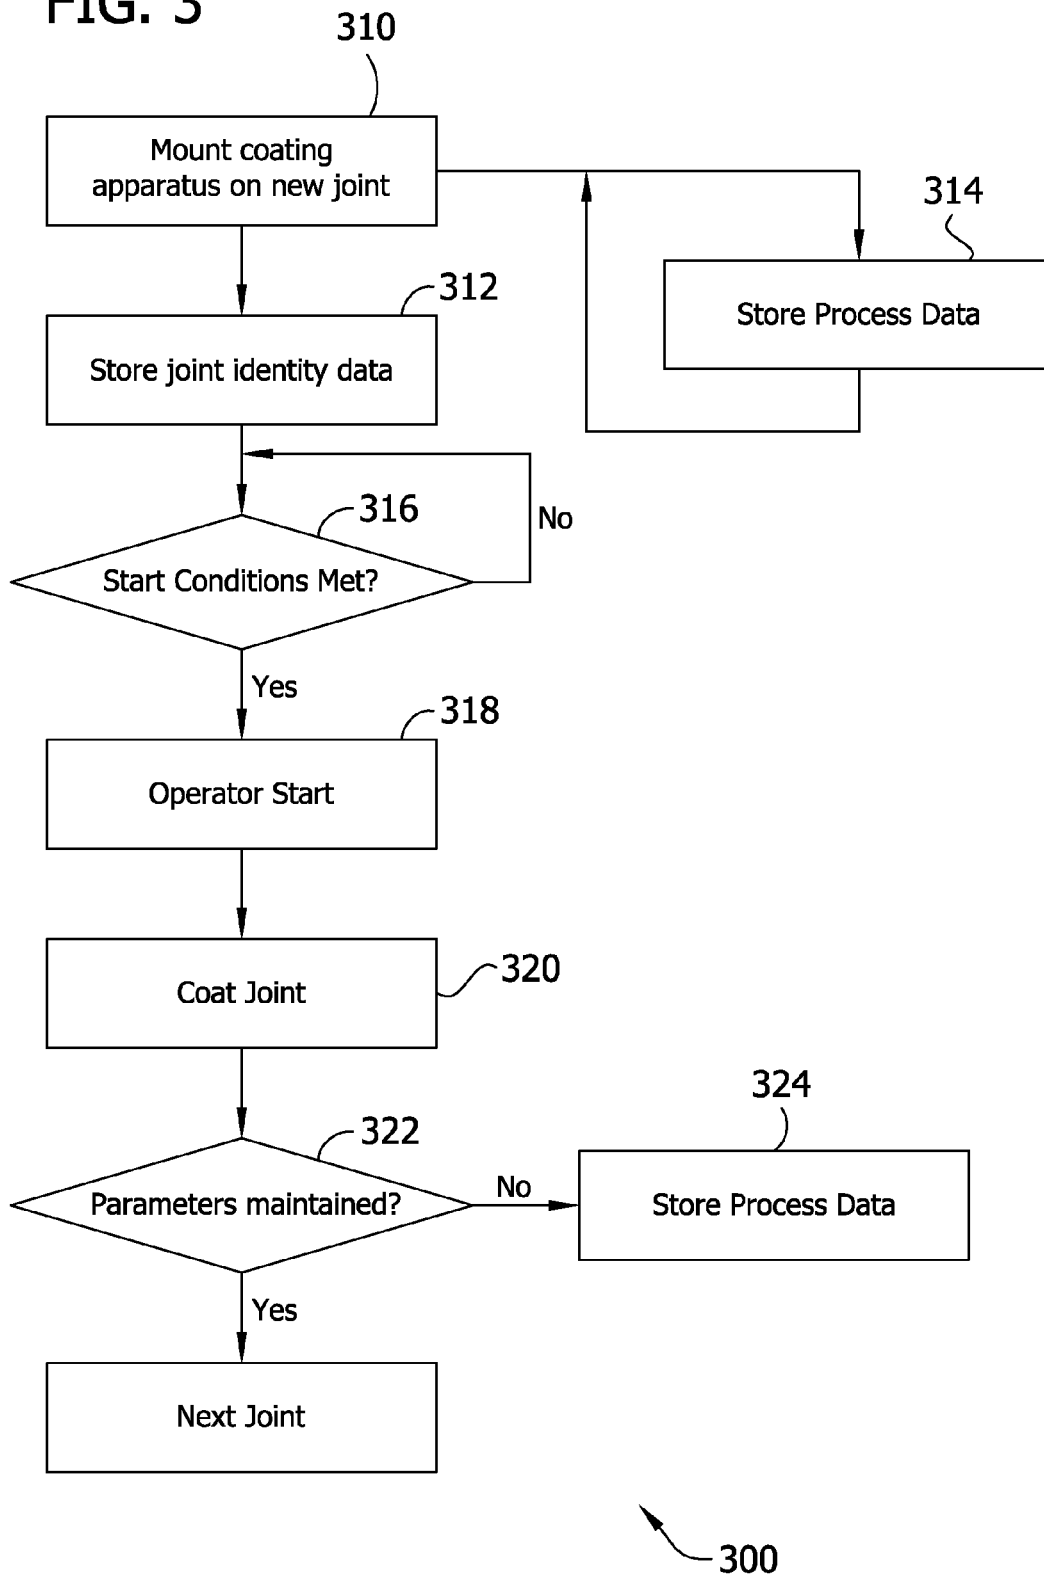 FIG. 3
310
Mount coating
apparatus on new joint
314
Store Process Data
312
Store joint identity data
316
No
Start Conditions Met?
Yes
318
Operator Start
320
Coat Joint
324
322
No
Parameters maintained?
Store Process Data
Yes
Next Joint
300